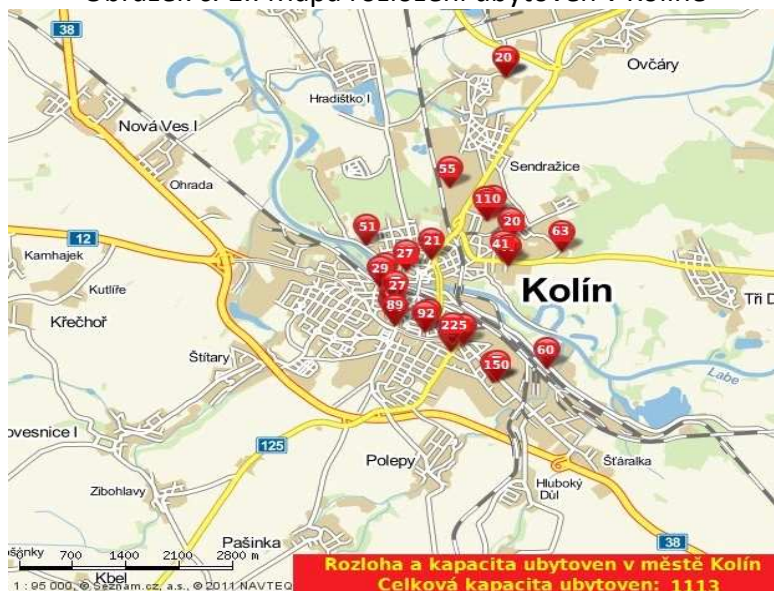 38
20
Ovčáry
Hradištko I
Nová Ves I
55
Sendražice
Ohrada
110
51
20
12
21
41
63
27
Kamhajek
29
Kutlíře
27
Kolín
Tři D
Křečhoř
89
92
225
Štítary
150
60
Labe
ovesnice I
125
Polepy
Šťáralka
Zibohlavy
Hluboký
Důl
Pašinka
38
0 700 1400 2100 2800 m
Kbel
1 : 95 000, © Seznam.cz, a.s., © 2011 NAVTEQ
Rozloha a kapacita ubytoven v městě Kolín
Celková kapacita ubytoven: 1113